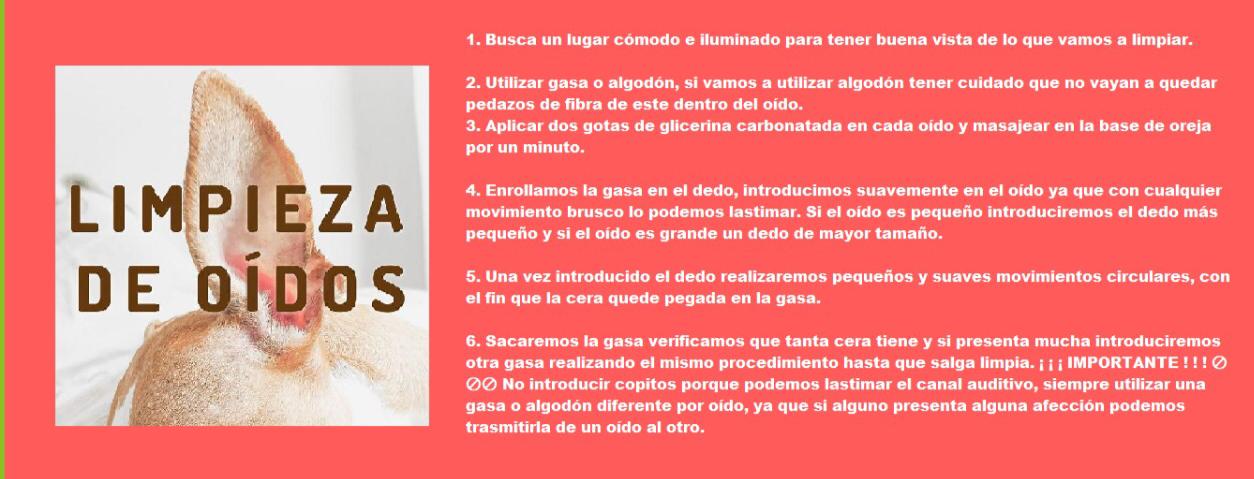 LIMPIEZA
DE OÍDOS
1. Busca un lugar cómodo e iluminado para tener buena vista de lo que vamos a limpiar.
2. Utilizar gasa o algodón, si vamos a utilizar algodón tener cuidado que no vayan a quedar
pedazos de fibra de este dentro del oído.
3. Aplicar dos gotas de glicerina carbonatada en cada oído y masajear en la base de oreja
por un minuto.
4. Enrollamos la gasa en el dedo, introducimos suavemente en el oído ya que con cualquier
movimiento brusco lo podemos lastimar. Si el oído es pequeño introduciremos el dedo más
pequeño y si el oído es grande un dedo de mayor tamaño.
5. Una vez introducido el dedo realizaremos pequeños y suaves movimientos circulares, con
el fin que la cera quede pegada en la gasa.
6. Sacaremos la gasa verificamos que tanta cera tiene y si presenta mucha introduciremos
otra gasa realizando el mismo procedimiento hasta que salga limpia. ¡ ¡ ¡ IMPORTANTE ! ! ! ⊘
⊘⊘ No introducir copitos porque podemos lastimar el canal auditivo, siempre utilizar una
gasa o algodón diferente por oído, ya que si alguno presenta alguna afección podemos
trasmitirla de un oído al otro.